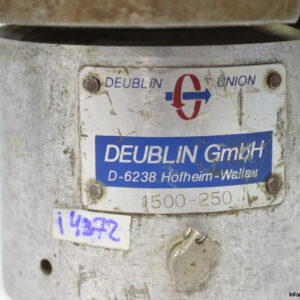 DEUBLIN UNION
DEUBLIN GmbH
D-6238 Hofheim-Wallau
1500-250
i 4372